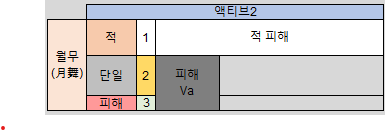 액티브2
월무
(月舞)
적 1 적 피해
단일 2 피해
Va
피해 3